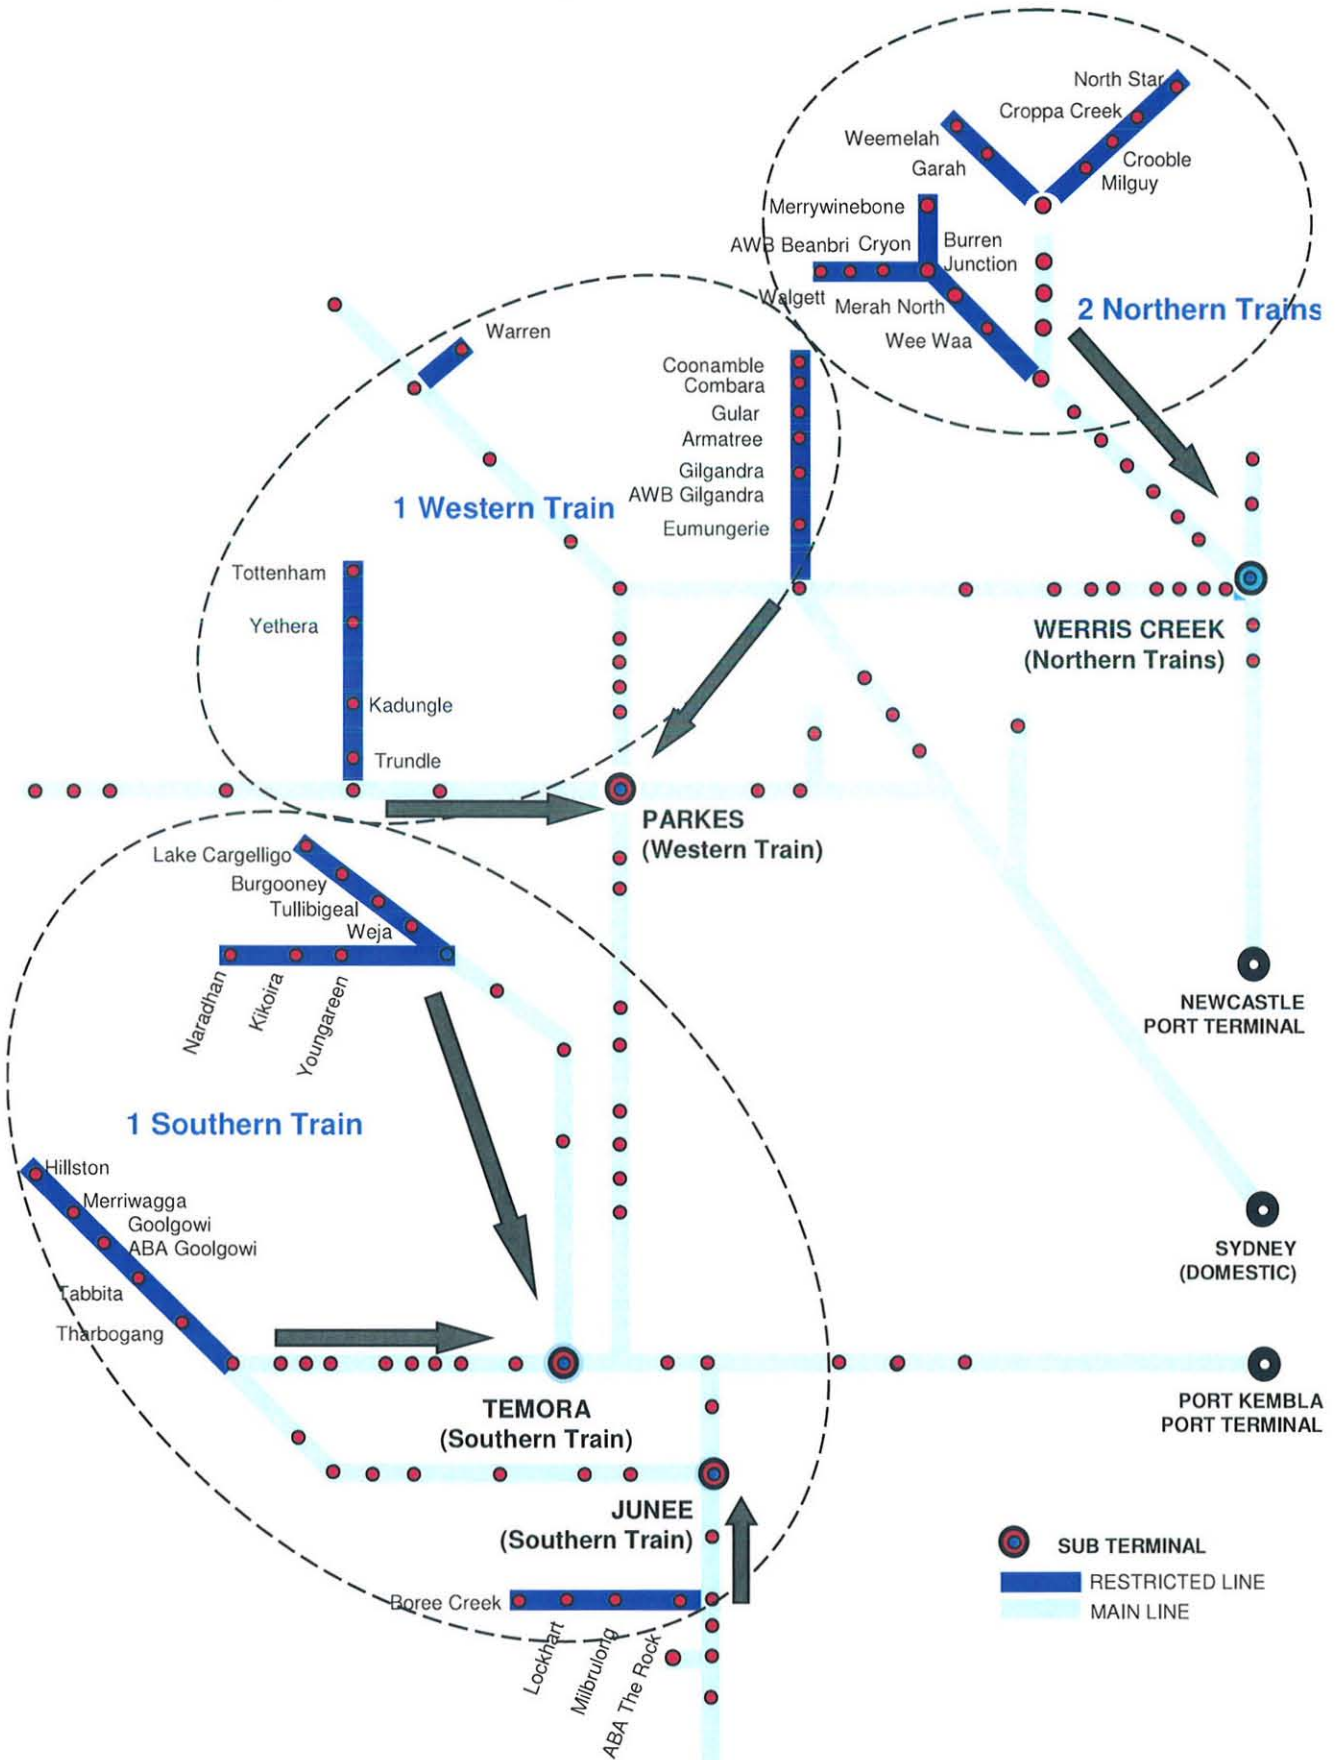 North Star
Croppa Creek
Weemelah
Crooble
Garah
Milguy
Merrywinebone
AWB Beanbri Cryon
Burren
Junction
Walgett
Merah North
2 Northern Trains
Wee Waa
Warren
Coonamble
Combara
Gular
Armatree
Gilgandra
AWB Gilgandra
Eumungerie
1 Western Train
Tottenham
Yethera
Kadungle
Trundle
WERRIS CREEK
(Northern Trains)
PARKES
(Western Train)
Lake Cargelligo
Burgooney
Tullibigeal
Weja
Naradhan
Kikoira
Youngareen
NEWCASTLE
PORT TERMINAL
1 Southern Train
Hillston
Merriwagga
Goolgowi
ABA Goolgowi
Tabbita
Tharbogang
SYDNEY
(DOMESTIC)
TEMORA
(Southern Train)
PORT KEMBLA
PORT TERMINAL
JUNEE
(Southern Train)
Boree Creek
Lockhart
Milbrulong
ABA The Rock
SUB TERMINAL
RESTRICTED LINE
MAIN LINE